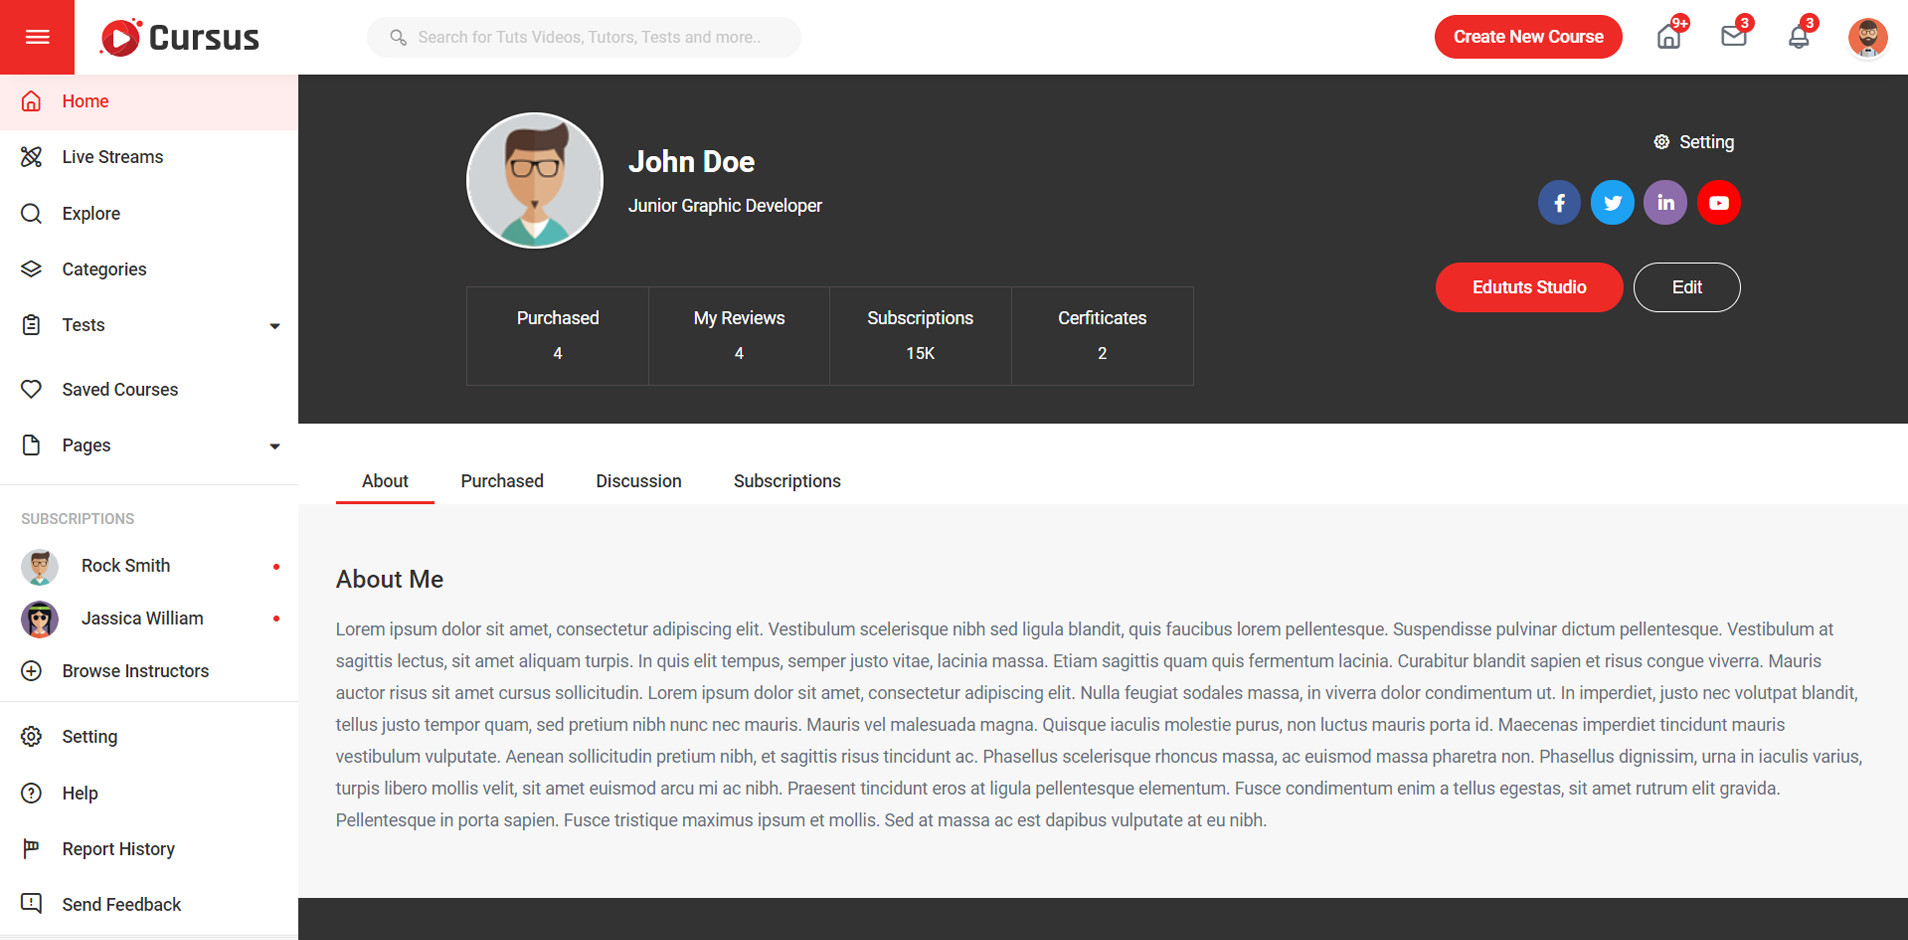 Cursus
Search for Tuts Videos, Tutors, Tests and more..
Create New Course
9+
3
3
Home
Live Streams
Explore
Categories
Tests
Saved Courses
Pages
SUBSCRIPTIONS
Rock Smith
Jassica William
Browse Instructors
Setting
Help
Report History
Send Feedback
John Doe
Junior Graphic Developer
Setting
Edututs Studio
Edit
Purchased
4
My Reviews
4
Subscriptions
15K
Cerfiticates
2
About
Purchased
Discussion
Subscriptions
About Me
Lorem ipsum dolor sit amet, consectetur adipiscing elit. Vestibulum scelerisque nibh sed ligula blandit, quis faucibus lorem pellentesque. Suspendisse pulvinar dictum pellentesque. Vestibulum at
sagittis lectus, sit amet aliquam turpis. In quis elit tempus, semper justo vitae, lacinia massa. Etiam sagittis quam quis fermentum lacinia. Curabitur blandit sapien et risus congue viverra. Mauris
auctor risus sit amet cursus sollicitudin. Lorem ipsum dolor sit amet, consectetur adipiscing elit. Nulla feugiat sodales massa, in viverra dolor condimentum ut. In imperdiet, justo nec volutpat blandit,
tellus justo tempor quam, sed pretium nibh nunc nec mauris. Mauris vel malesuada magna. Quisque iaculis molestie purus, non luctus mauris porta id. Maecenas imperdiet tincidunt mauris
vestibulum vulputate. Aenean sollicitudin pretium nibh, et sagittis risus tincidunt ac. Phasellus scelerisque rhoncus massa, ac euismod massa pharetra non. Phasellus dignissim, urna in iaculis varius,
turpis libero mollis velit, sit amet euismod arcu mi ac nibh. Praesent tincidunt eros at ligula pellentesque elementum. Fusce condimentum enim a tellus egestas, sit amet rutrum elit gravida.
Pellentesque in porta sapien. Fusce tristique maximus ipsum et mollis. Sed at massa ac est dapibus vulputate at eu nibh.